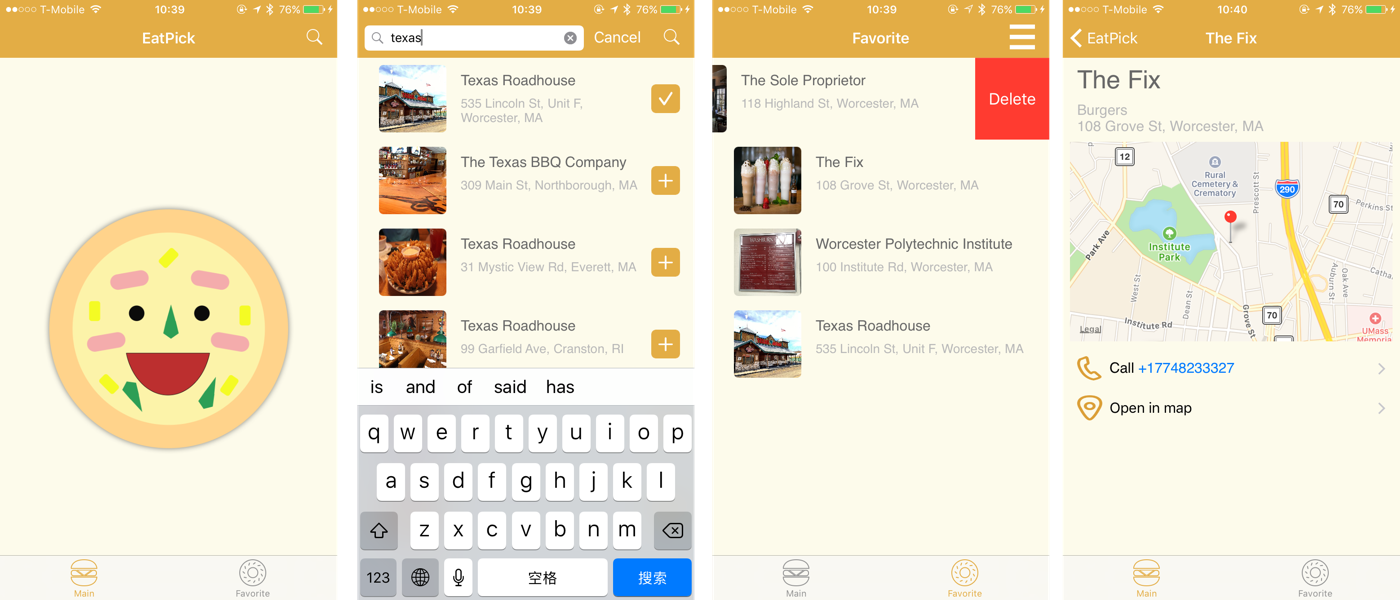 T-Mobile 10:39 76%
EatPick
Main Favorite
T-Mobile 10:39 76%
texas Cancel
Texas Roadhouse
535 Lincoln St, Unit F,
Worcester, MA
The Texas BBQ Company
309 Main St, Northborough, MA
Texas Roadhouse
31 Mystic View Rd, Everett, MA
Texas Roadhouse
99 Garfield Ave, Cranston, RI
is and of said has
q w e r t y u i o p
a s d f g h j k l
z x c v b n m
123 空格 搜索
T-Mobile 10:39 76%
Favorite
The Sole Proprietor
118 Highland St, Worcester, MA
Delete
The Fix
108 Grove St, Worcester, MA
Worcester Polytechnic Institute
100 Institute Rd, Worcester, MA
Texas Roadhouse
535 Lincoln St, Unit F, Worcester, MA
Main Favorite
T-Mobile 10:40 76%
EatPick The Fix
The Fix
Burgers
108 Grove St, Worcester, MA
12
Rural
Cemetery &
Crematory
Prescott St
290
70
Perkins St
Park Ave
Institute
Park
West St
Dean St
Grove St
Auburn St
Oak Ave
Catha.
70
UMass
Memoria
Legal
Institute Rd
Call +17748233327
Open in map
Main Favorite